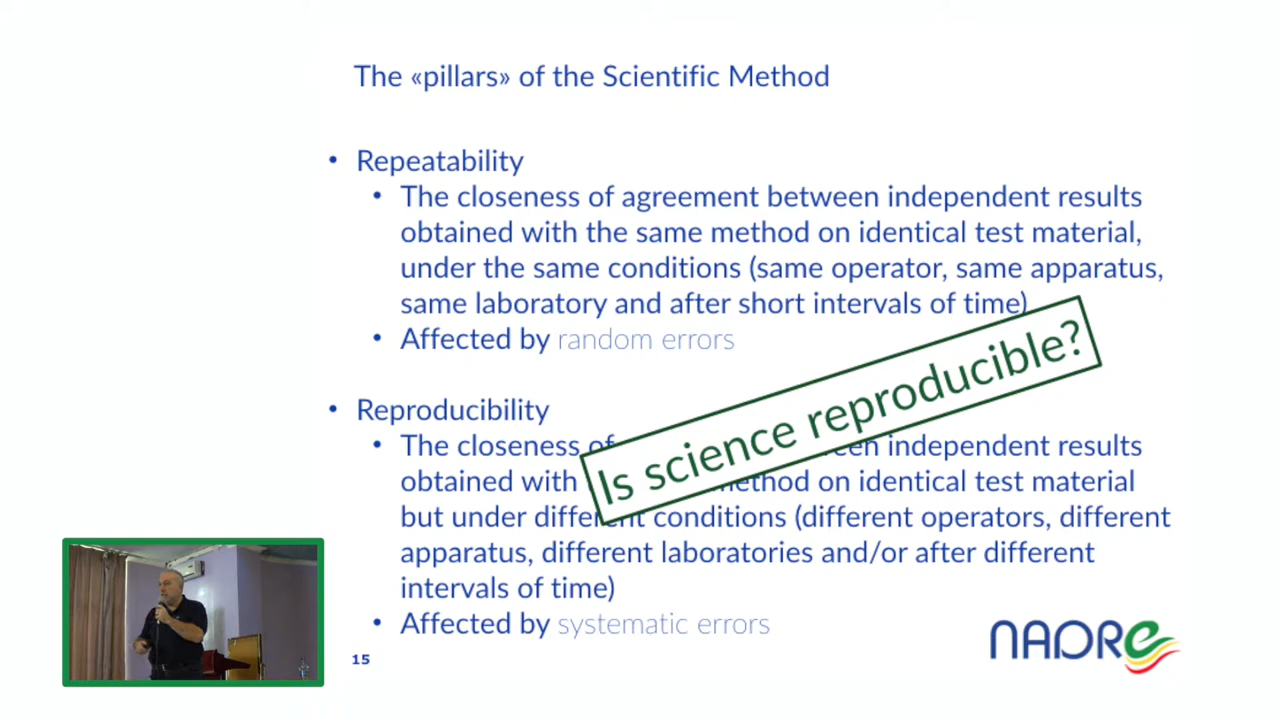 The «pillars» of the Scientific Method
• Repeatability
• The closeness of agreement between independent results
obtained with the same method on identical test material,
under the same conditions (same operator, same apparatus,
same laboratory and after short intervals of time)
• Affected by random errors
Is science reproducible?
• Reproducibility
• The closeness of independent results
obtained with method on identical test material
but under different conditions (different operators, different
apparatus, different laboratories and/or after different
intervals of time)
• Affected by systematic errors
15
NADRe